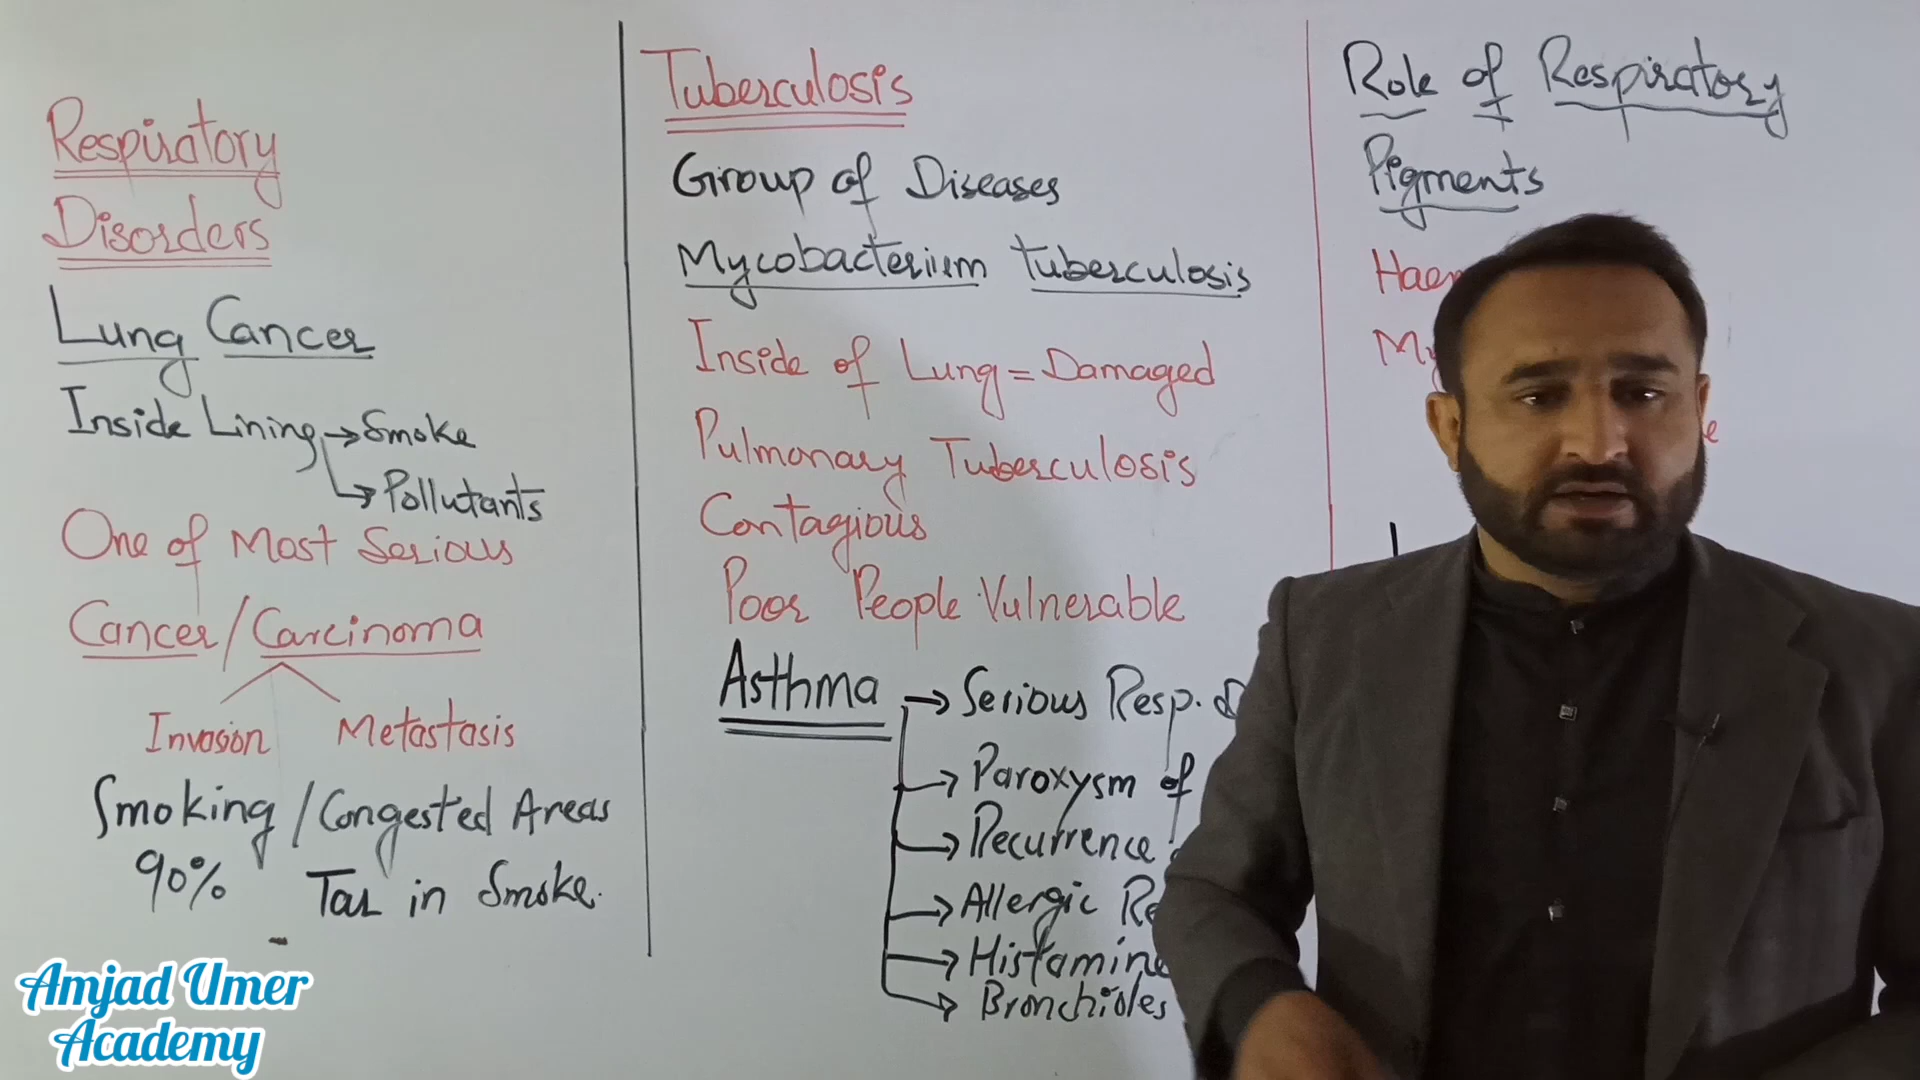 Respiratory
Disorders
Lung Cancer
Inside Lining → Smoke
→ Pollutants
One of Most Serious
Cancer/Carcinoma
Invasion Metastasis
Smoking/Congested Areas
90% Tar in Smoke.
Tuberculosis
Group of Diseases
Mycobacterium tuberculosis
Inside of Lung = Damaged
Pulmonary Tuberculosis
Contagious
Poor People Vulnerable
Asthma → Serious Resp.
→ Paroxysm of
→ Recurrence
→ Allergic
→ Histamine
→ Bronchioles
Role of Respiratory
Pigments
Amjad Umer
Academy